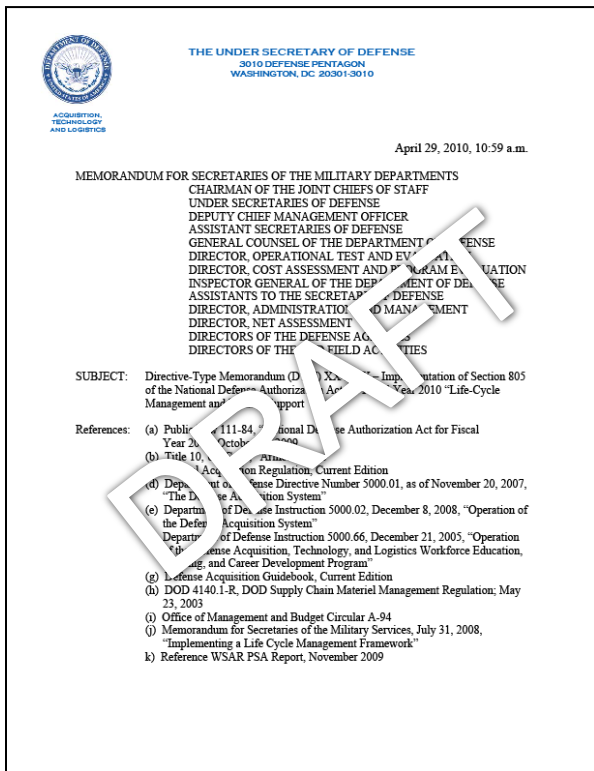 DEPARTMENT OF DEFENSE
UNITED STATES OF AMERICA
THE UNDER SECRETARY OF DEFENSE
3010 DEFENSE PENTAGON
WASHINGTON, DC 20301-3010
ACQUISITION,
TECHNOLOGY
AND LOGISTICS
April 29, 2010, 10:59 a.m.
MEMORANDUM FOR SECRETARIES OF THE MILITARY DEPARTMENTS
CHAIRMAN OF THE JOINT CHIEFS OF STAFF
UNDER SECRETARIES OF DEFENSE
DEPUTY CHIEF MANAGEMENT OFFICER
ASSISTANT SECRETARIES OF DEFENSE
GENERAL COUNSEL OF THE DEPARTMENT OF DEFENSE
DIRECTOR, OPERATIONAL TEST AND
DIRECTOR, COST ASSESSMENT AND PROGRAM EVALUATION
INSPECTOR GENERAL OF THE DEPARTMENT OF DEFENSE
ASSISTANTS TO THE SECRETARY OF DEFENSE
DIRECTOR, ADMINISTRATION AND MANAGEMENT
DIRECTOR, NET ASSESSMENT
DIRECTORS OF THE DEFENSE AGENCIES
DIRECTORS OF THE FIELD ACTIVITIES
DRAFT
SUBJECT: Directive-Type Memorandum – Implementation of Section 805
of the National Defense Authorization Act Year 2010 “Life-Cycle
Management and Support
References: (a) Public 111-84, Defense Authorization Act for Fiscal
Year October
(b) Title 10,
Acquisition Regulation, Current Edition
(d) Department of Defense Directive Number 5000.01, as of November 20, 2007,
“The Defense Acquisition System”
(e) Department of Defense Instruction 5000.02, December 8, 2008, “Operation of
the Defense Acquisition System”
Department of Defense Instruction 5000.66, December 21, 2005, “Operation
of the Defense Acquisition, Technology, and Logistics Workforce Education,
and Career Development Program”
(g) Defense Acquisition Guidebook, Current Edition
(h) DOD 4140.1-R, DOD Supply Chain Materiel Management Regulation; May
23, 2003
(i) Office of Management and Budget Circular A-94
(j) Memorandum for Secretaries of the Military Services, July 31, 2008,
“Implementing a Life Cycle Management Framework”
k) Reference WSAR PSA Report, November 2009